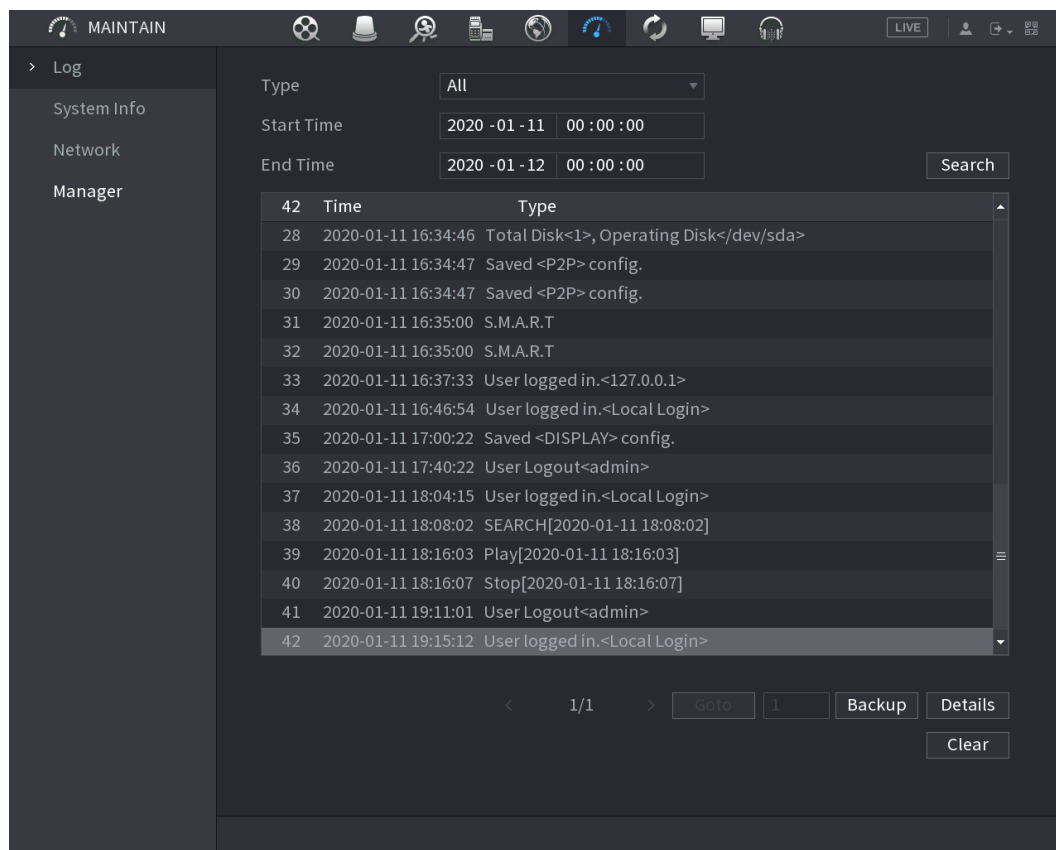 MAINTAIN LIVE
> Log
System Info
Network
Manager
Type All
Start Time 2020 -01 -11 00 :00 :00
End Time 2020 -01 -12 00 :00 :00 Search
42 Time Type
28 2020-01-11 16:34:46 Total Disk<1>, Operating Disk</dev/sda>
29 2020-01-11 16:34:47 Saved <P2P> config.
30 2020-01-11 16:34:47 Saved <P2P> config.
31 2020-01-11 16:35:00 S.M.A.R.T
32 2020-01-11 16:35:00 S.M.A.R.T
33 2020-01-11 16:37:33 User logged in.<127.0.0.1>
34 2020-01-11 16:46:54 User logged in.<Local Login>
35 2020-01-11 17:00:22 Saved <DISPLAY> config.
36 2020-01-11 17:40:22 User Logout<admin>
37 2020-01-11 18:04:15 User logged in.<Local Login>
38 2020-01-11 18:08:02 SEARCH[2020-01-11 18:08:02]
39 2020-01-11 18:16:03 Play[2020-01-11 18:16:03]
40 2020-01-11 18:16:07 Stop[2020-01-11 18:16:07]
41 2020-01-11 19:11:01 User Logout<admin>
42 2020-01-11 19:15:12 User logged in.<Local Login>
< 1/1 > Goto 1 Backup Details
Clear